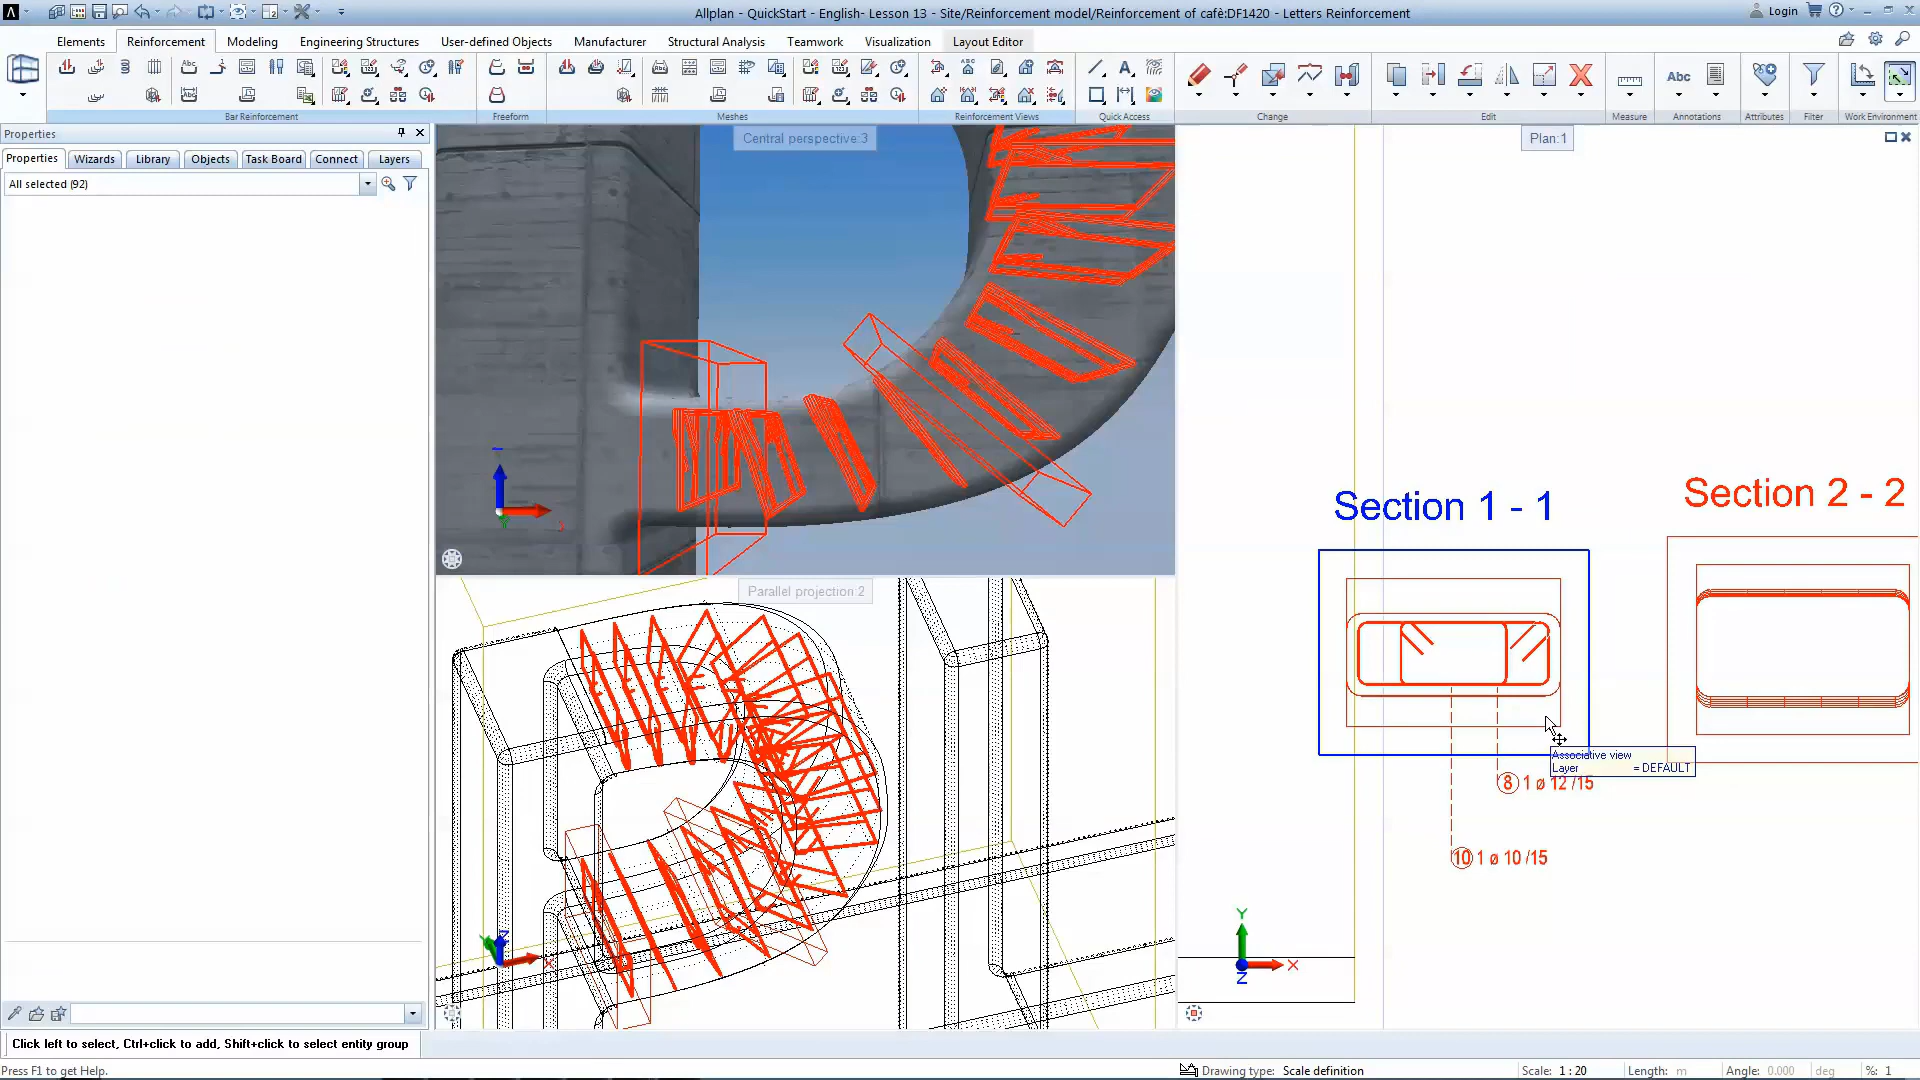 Allplan - QuickStart - English- Lesson 13 - Site/Reinforcement model/Reinforcement of cafè:DF1420 - Letters Reinforcement
Login
Elements Reinforcement Modeling Engineering Structures User-defined Objects Manufacturer Structural Analysis Teamwork Visualization Layout Editor
Abc
Bar Reinforcement Freeform Meshes Reinforcement Views Quick Access Change Edit Measure Annotations Attributes Filter Work Environment
Properties
Properties Wizards Library Objects Task Board Connect Layers
All selected (92)
Central perspective:3
Plan:1
Section 1 - 1
Section 2 - 2
Parallel projection:2
Associative view
Layer = DEFAULT
8 1 ø 12 /15
10 1 ø 10 /15
Y
X
Z
X
Click left to select, Ctrl+click to add, Shift+click to select entity group
Press F1 to get Help.
Drawing type: Scale definition Scale: 1 : 20 Length: m Angle: 0.000 deg %: 1